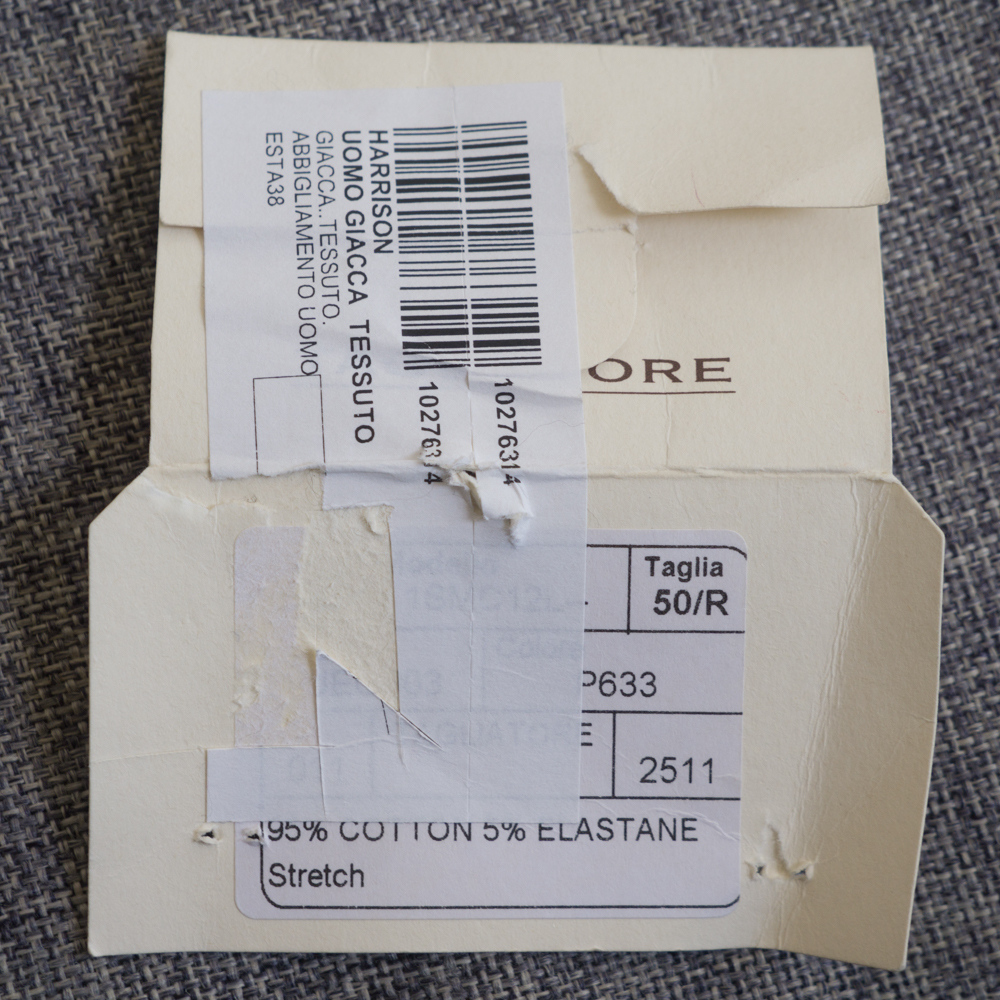 HARRISON
UOMO GIACCA TESSUTO
GIACCA..TESSUTO.
ABBIGLIAMENTO UOMO
ESTA38
10276314
10276314
ORE
Taglia
50/R
Colore
P633
2511
95% COTTON 5% ELASTANE
Stretch